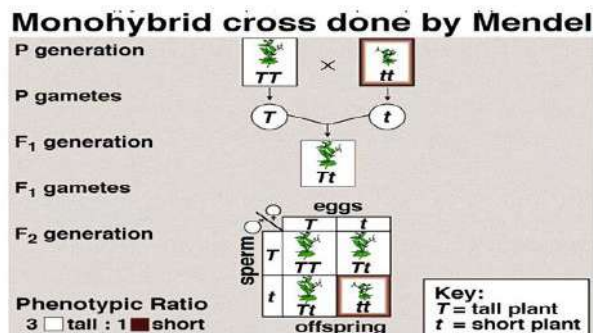 Monohybrid cross done by Mendel
P generation
TT × tt
P gametes
T t
F₁ generation
Tt
F₁ gametes
eggs
T t
F₂ generation
sperm
T TT Tt
t Tt tt
offspring
Phenotypic Ratio
3 tall : 1 short
Key:
T = tall plant
t = short plant